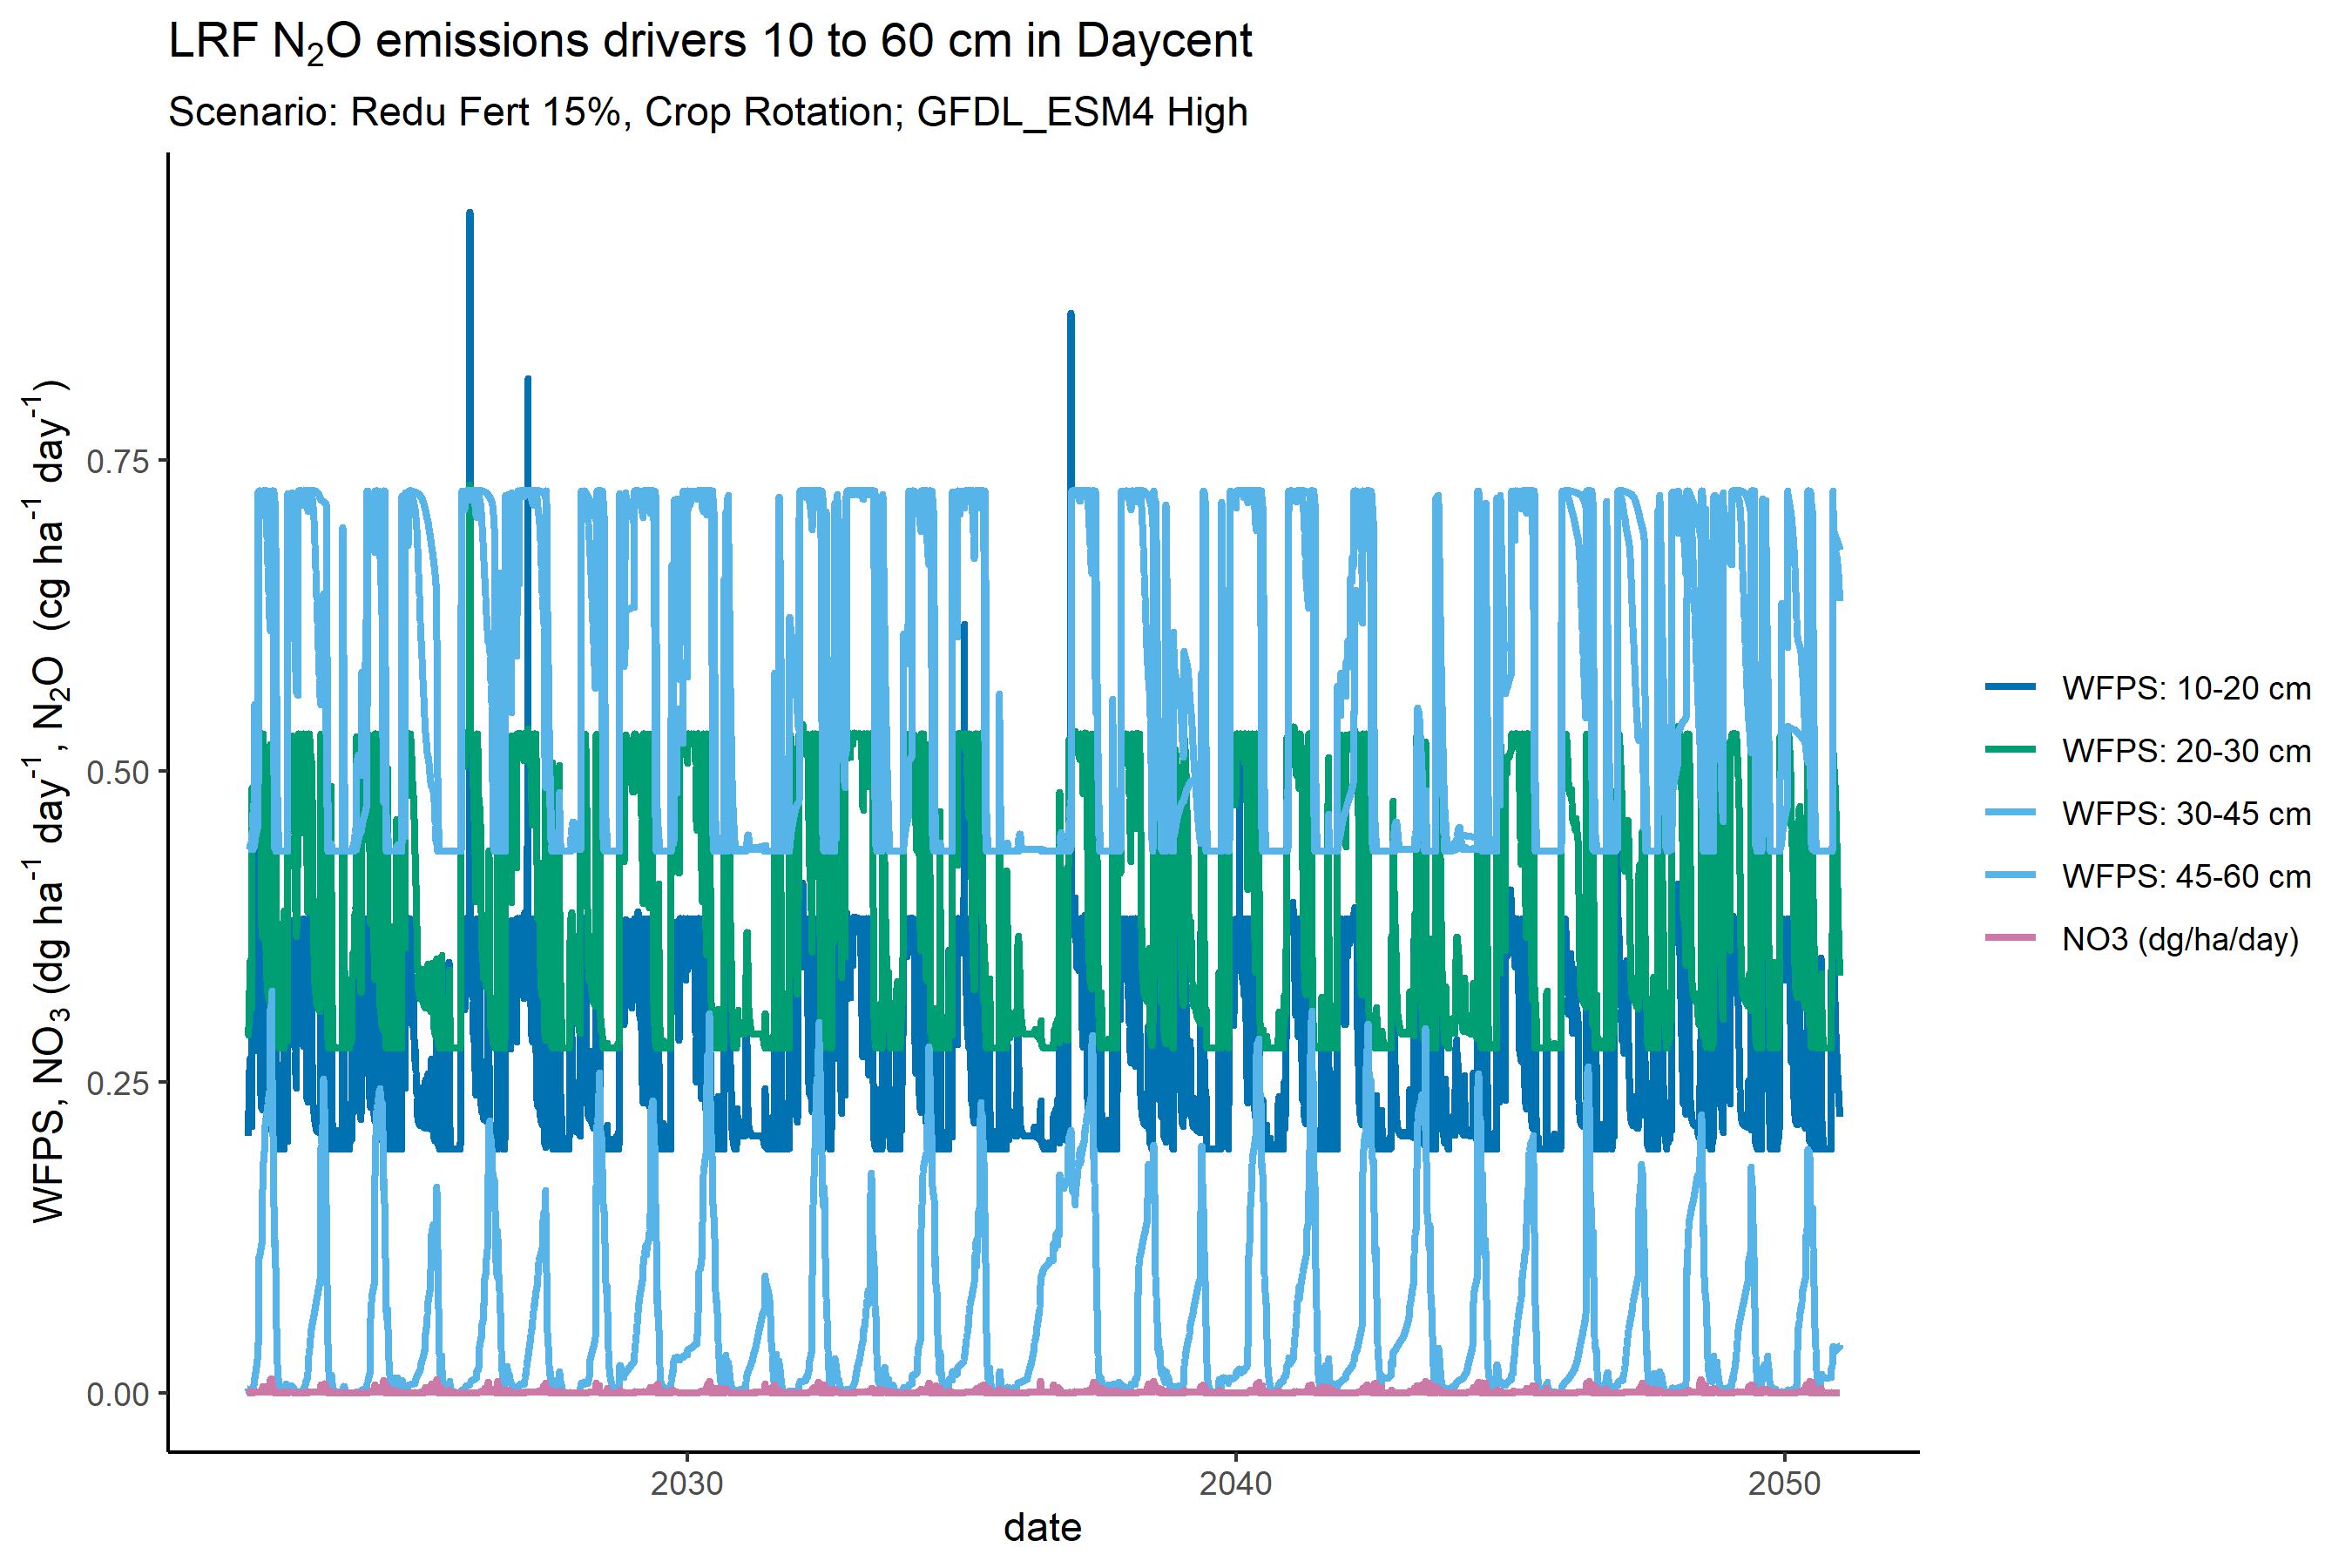 LRF N₂O emissions drivers 10 to 60 cm in Daycent
Scenario: Redu Fert 15%, Crop Rotation; GFDL_ESM4 High
WFPS, NO₃ (dg ha⁻¹ day⁻¹, N₂O (cg ha⁻¹ day⁻¹)
0.75
0.50
0.25
0.00
2030
2040
2050
date
WFPS: 10-20 cm
WFPS: 20-30 cm
WFPS: 30-45 cm
WFPS: 45-60 cm
NO3 (dg/ha/day)